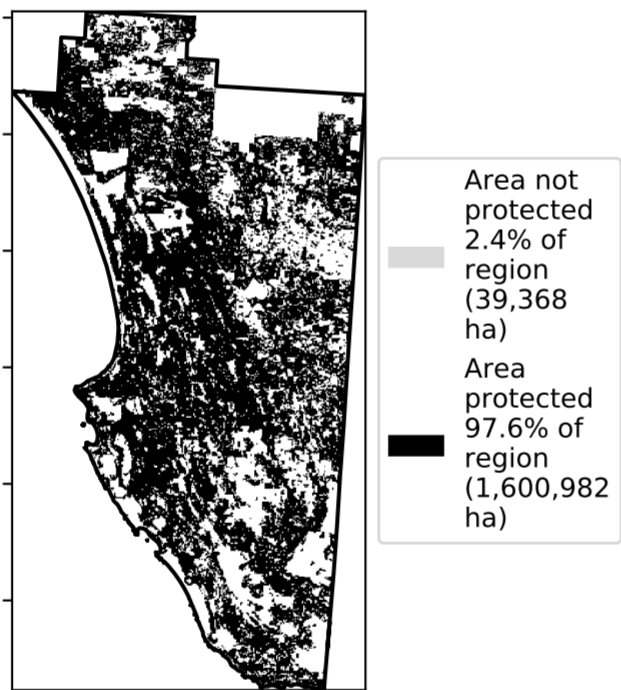 Area not
protected
2.4% of
region
(39,368
ha)
Area
protected
97.6% of
region
(1,600,982
ha)